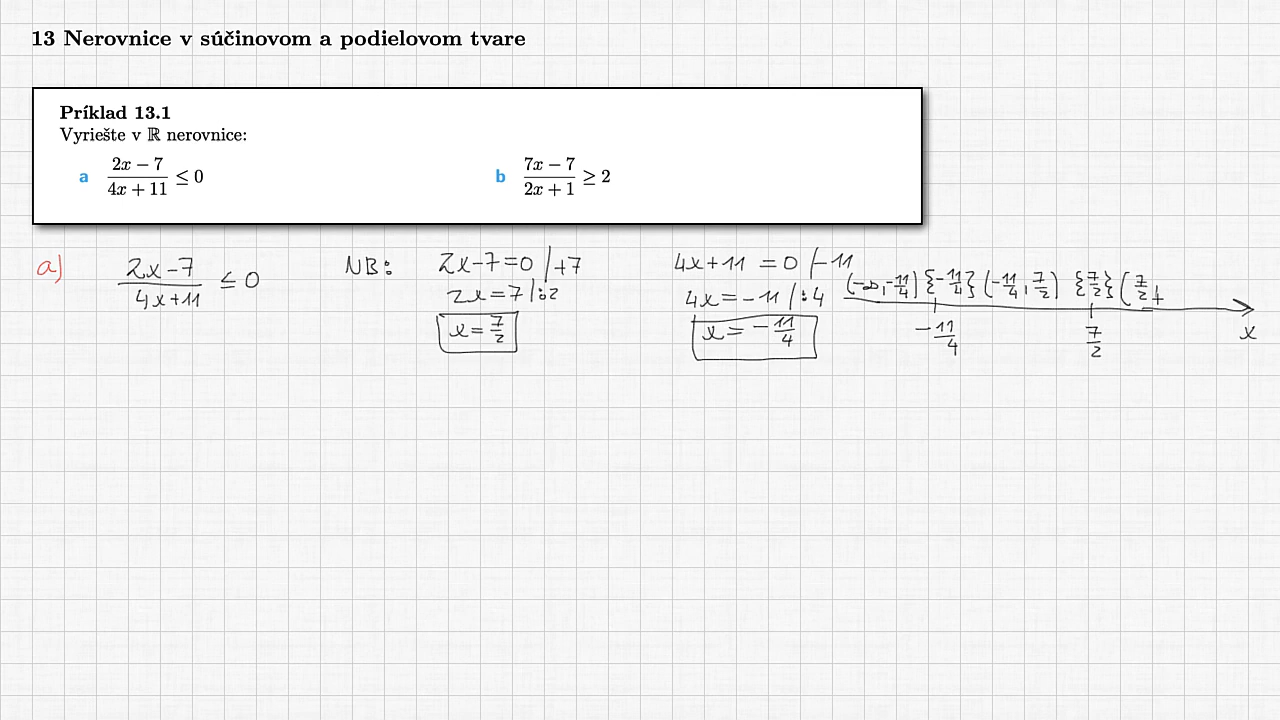 13 Nerovnice v súčinovom a podielovom tvare
Príklad 13.1
Vyriešte v ℝ nerovnice:
a (2x − 7)/(4x + 11) ≤ 0
b (7x − 7)/(2x + 1) ≥ 2
a) (2x−7)/(4x+11) ≤ 0
NB: 2x−7=0 /+7
2x=7 /:2
x=7/2
4x+11 = 0 /−11
4x=−11 /:4
x=−11/4
(−∞,−11/4) {−11/4} (−11/4, 7/2) {7/2} (7/2 +
−11/4 7/2 x